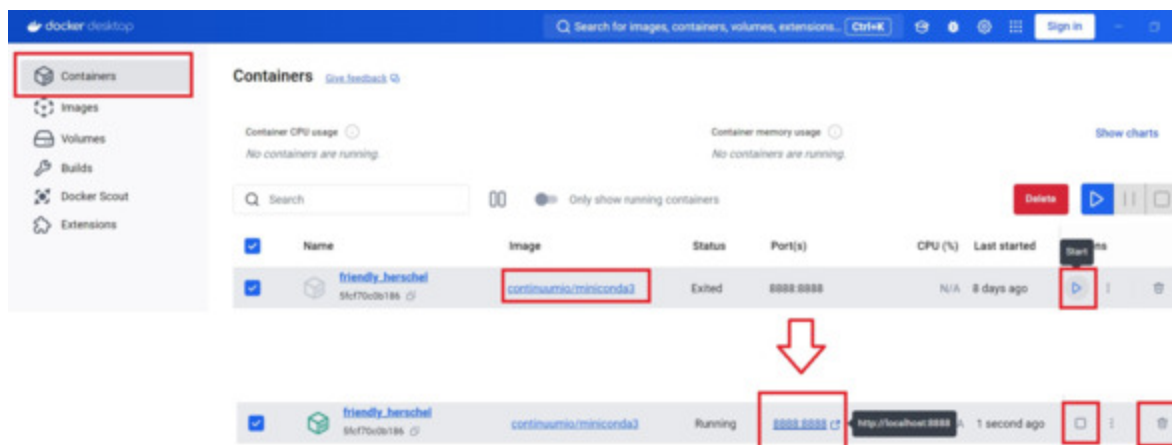 docker desktop
Search for images, containers, volumes, extensions... Ctrl+K
Sign in
Containers
Images
Volumes
Builds
Docker Scout
Extensions
Containers Give feedback
Container CPU usage
No containers are running.
Container memory usage
No containers are running.
Show charts
Search
Only show running containers
Delete
Name Image Status Port(s) CPU (%) Last started
Start
ns
friendly_herschel
5fcf70c0b186
continuumio/miniconda3 Exited 8888:8888 N/A 8 days ago
friendly_herschel
5fcf70c0b186
continuumio/miniconda3 Running 8888:8888 http://localhost:8888 A 1 second ago